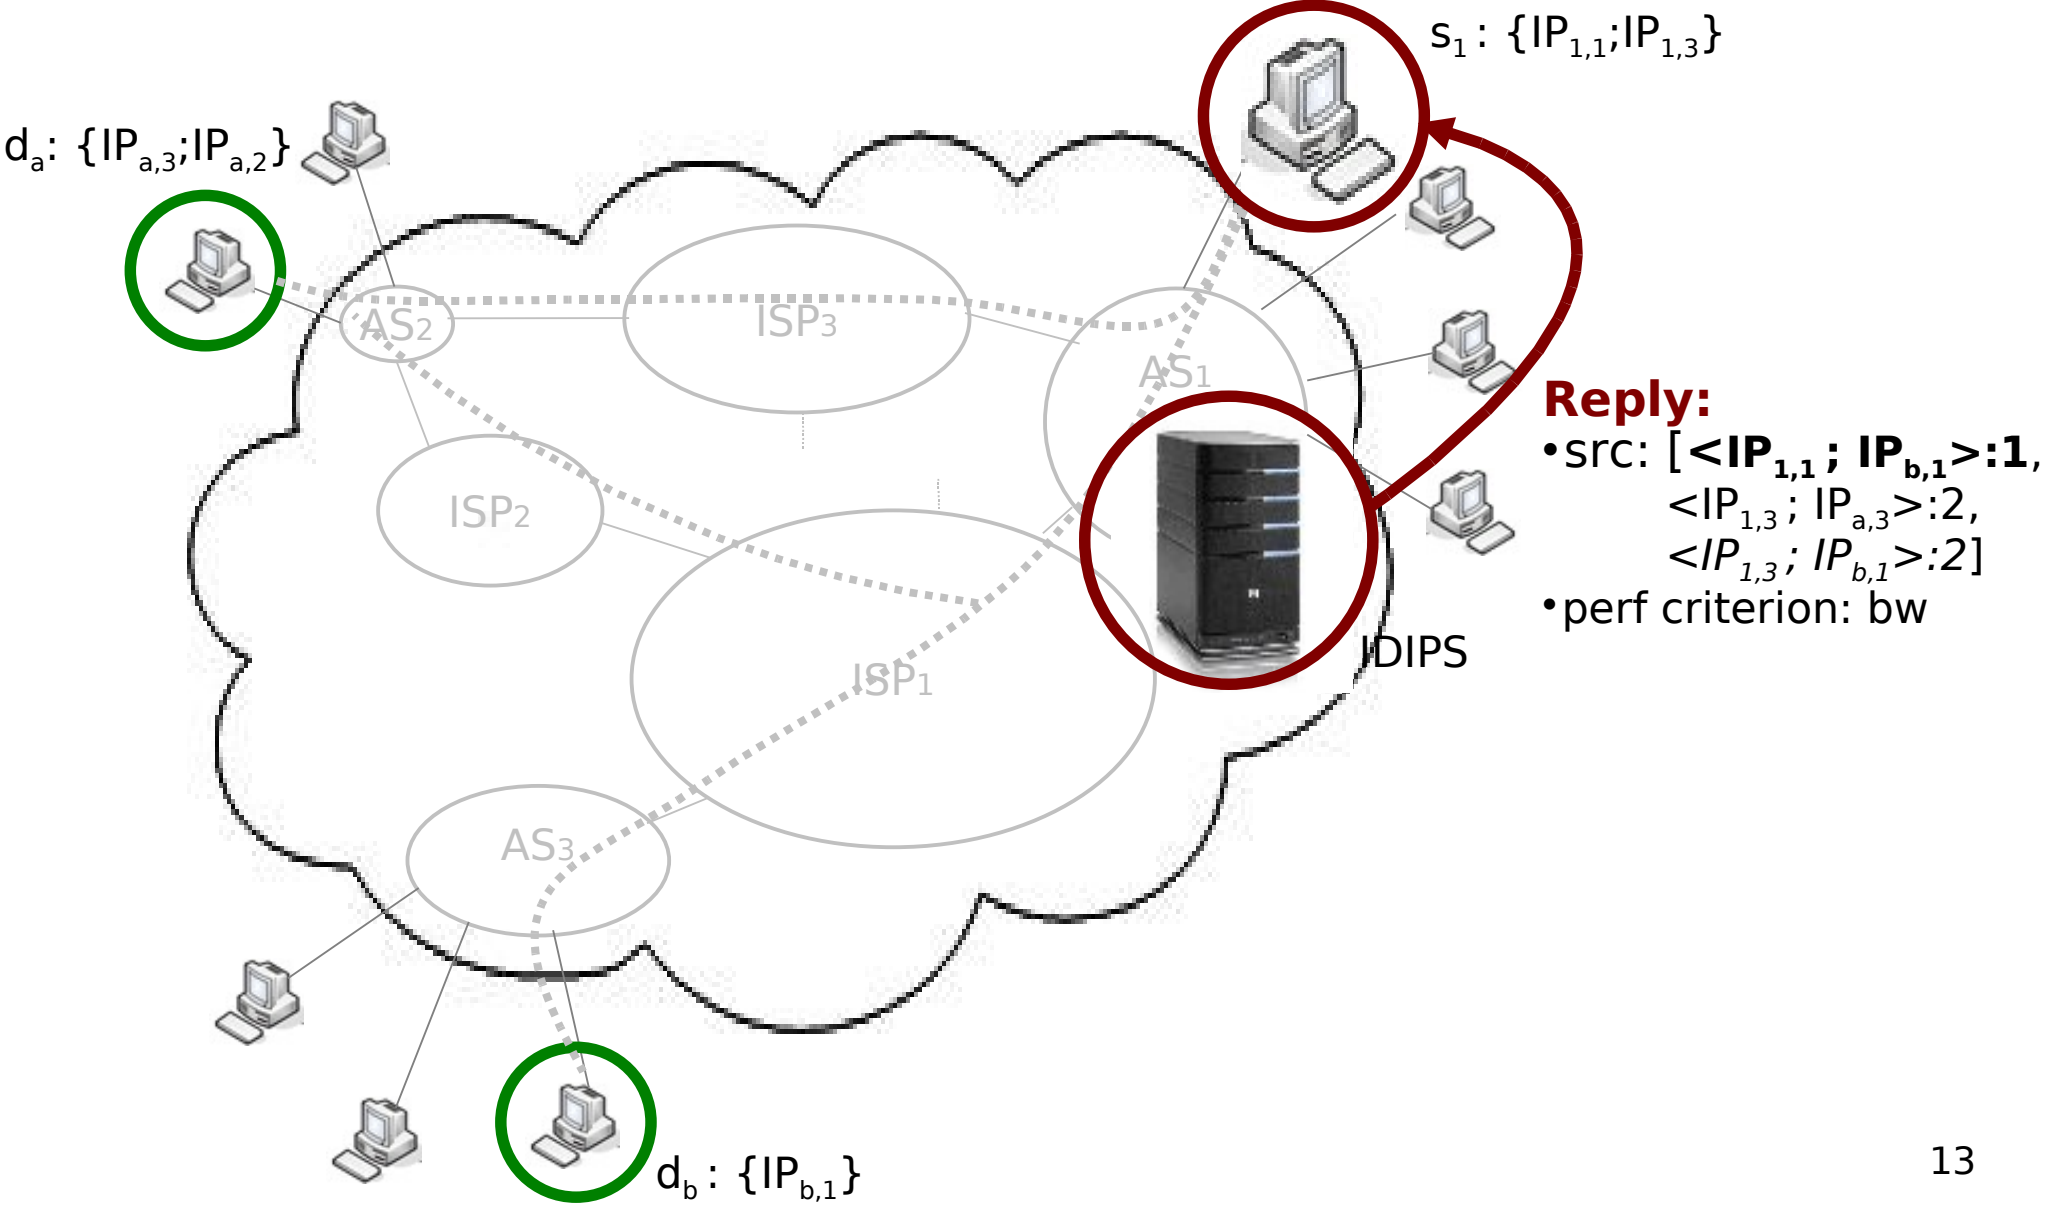 s1 : {IP1,1;IP1,3}
da: {IPa,3;IPa,2}
AS2
ISP3
AS1
Reply:
•src: [<IP1,1 ; IPb,1>:1,
<IP1,3 ; IPa,3>:2,
<IP1,3 ; IPb,1>:2]
•perf criterion: bw
ISP2
IDIPS
ISP1
AS3
db : {IPb,1}
13